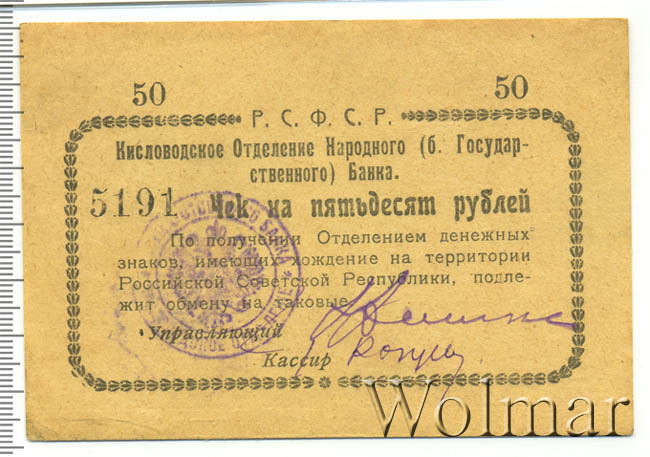 50 50
Р. С. Ф. С. Р.
Кисловодское Отделение Народного (б. Государ-
ственного) Банка.
5191 Чек на пятьдесят рублей
По получении Отделением денежных
знаков, имеющих хождение на территории
Российской Советской Республики, подле-
жит обмену на таковые
Управляющий
Кассир
Wolmar